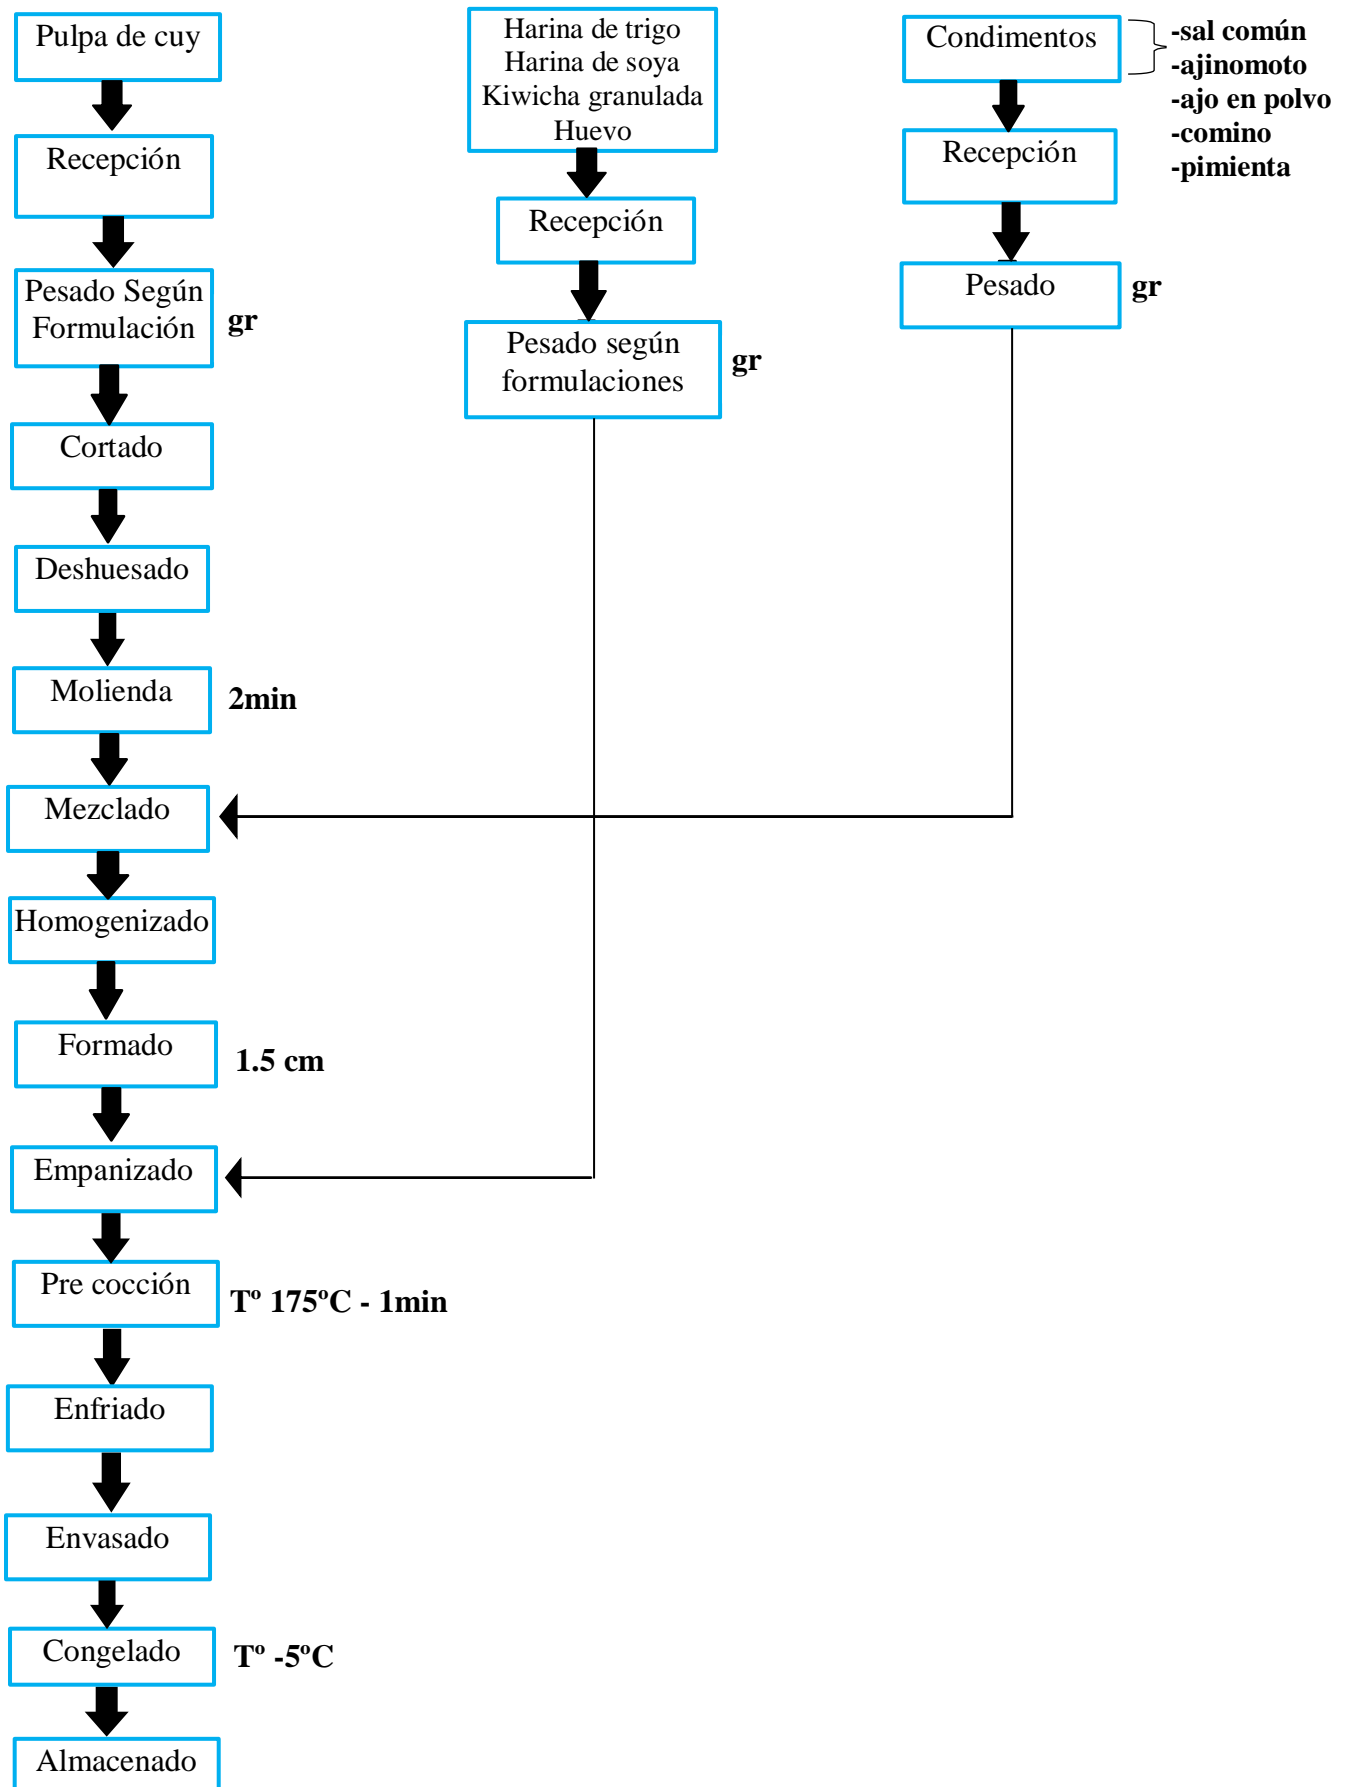 Pulpa de cuy
Recepción
Pesado Según
Formulación
gr
Cortado
Deshuesado
Molienda
2min
Mezclado
Homogenizado
Formado
1.5 cm
Empanizado
Pre cocción
Tº 175ºC - 1min
Enfriado
Envasado
Congelado
Tº -5ºC
Almacenado
Harina de trigo
Harina de soya
Kiwicha granulada
Huevo
Recepción
Pesado según
formulaciones
gr
Condimentos
-sal común
-ajinomoto
-ajo en polvo
-comino
-pimienta
Recepción
Pesado
gr